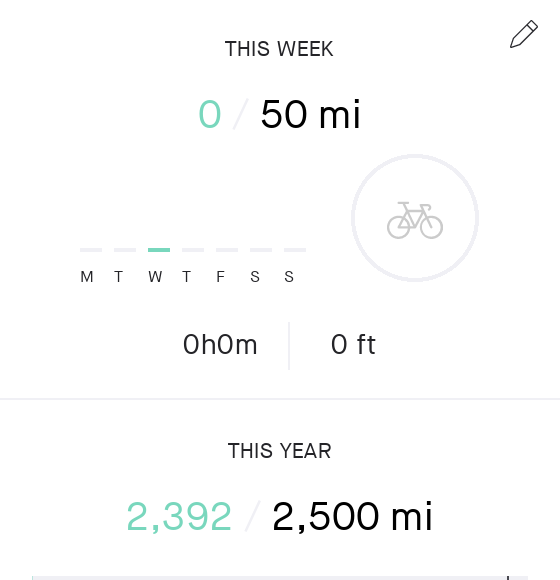 THIS WEEK
0 / 50 mi
M T W T F S S
0h0m 0 ft
THIS YEAR
2,392 / 2,500 mi